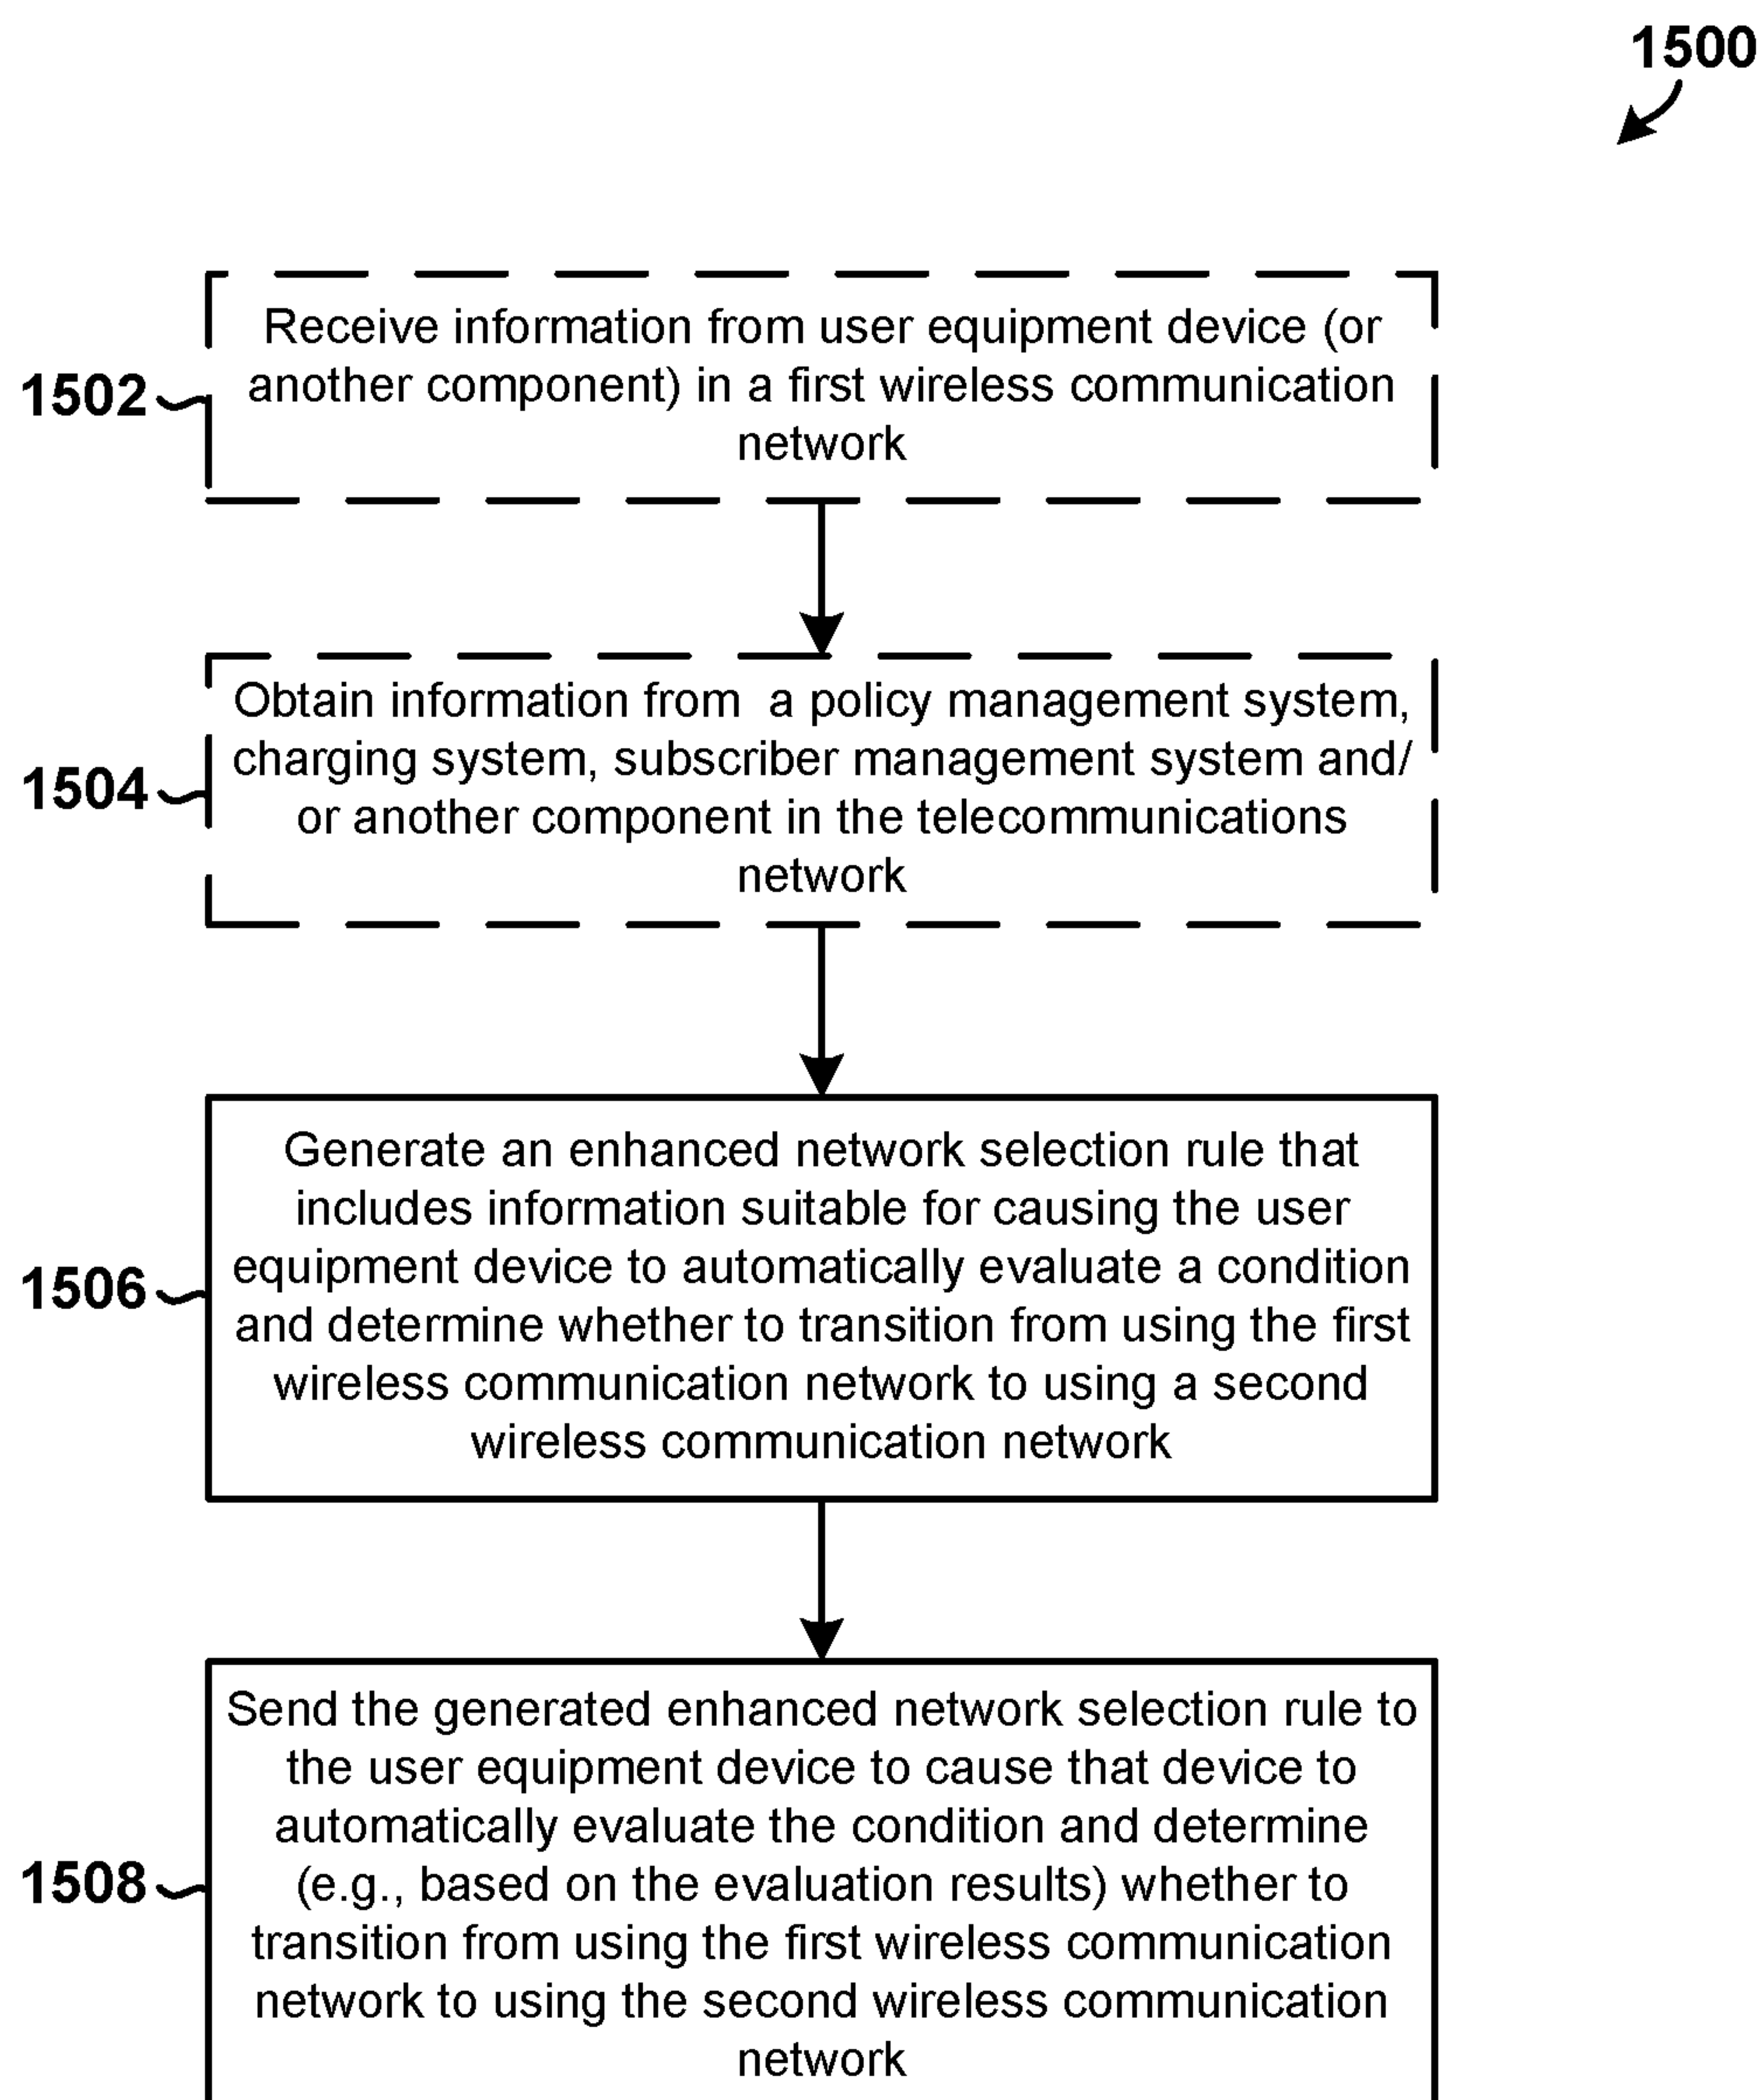 1500
1502
Receive information from user equipment device (or
another component) in a first wireless communication
network
1504
Obtain information from  a policy management system,
charging system, subscriber management system and/
or another component in the telecommunications
network
1506
Generate an enhanced network selection rule that
includes information suitable for causing the user
equipment device to automatically evaluate a condition
and determine whether to transition from using the first
wireless communication network to using a second
wireless communication network
1508
Send the generated enhanced network selection rule to
the user equipment device to cause that device to
automatically evaluate the condition and determine
(e.g., based on the evaluation results) whether to
transition from using the first wireless communication
network to using the second wireless communication
network